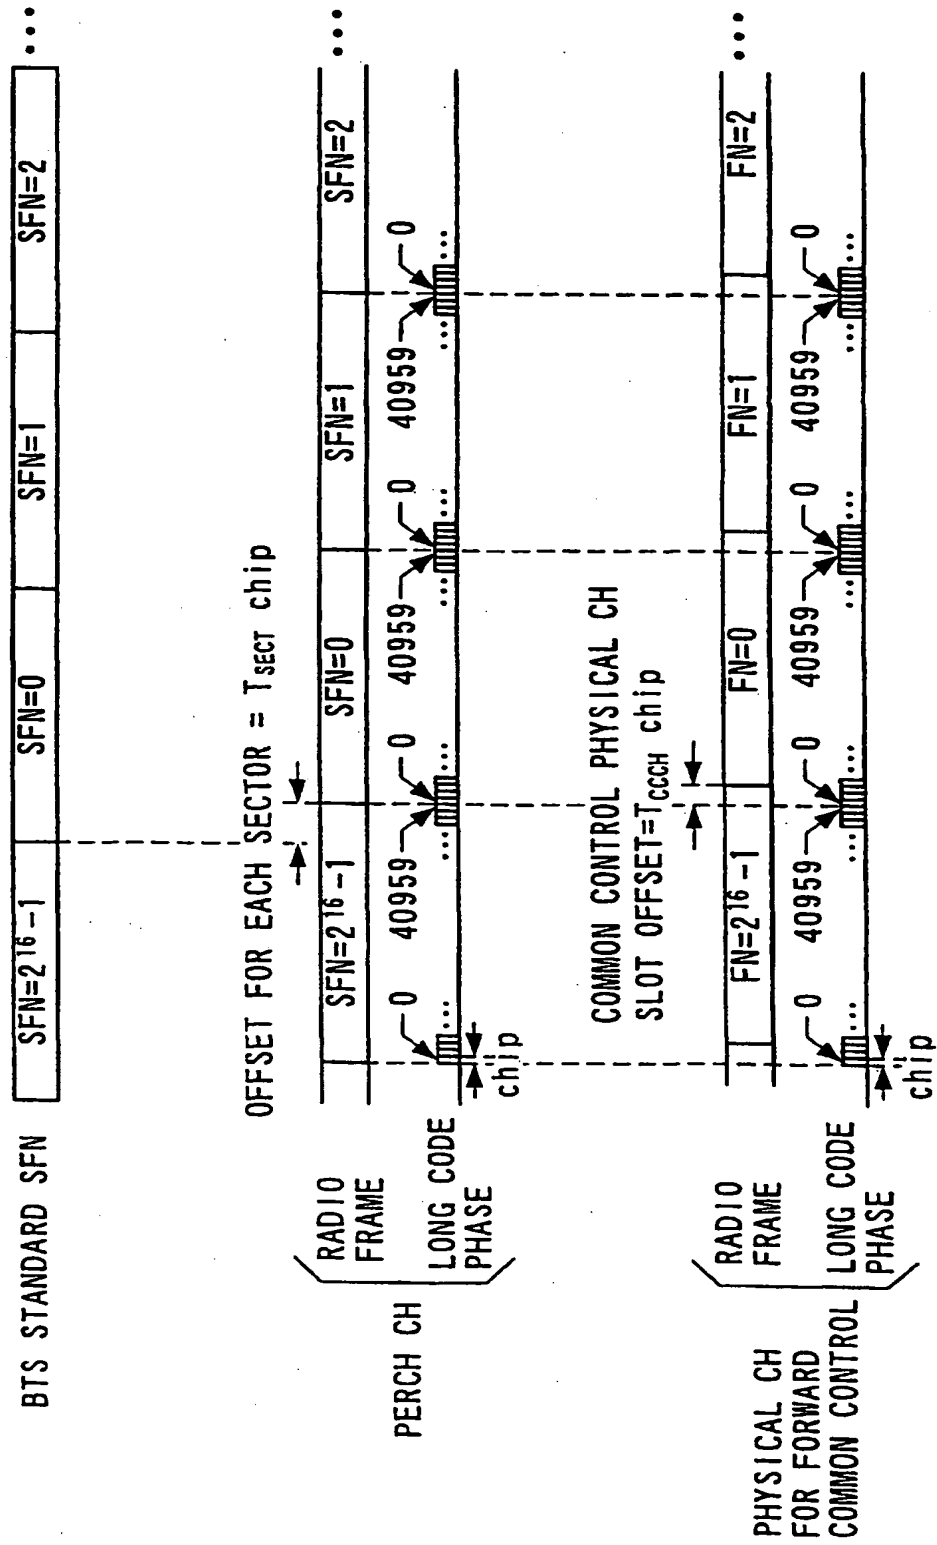 BTS STANDARD SFN
SFN=2^16-1
SFN=0
SFN=1
SFN=2
...
OFFSET FOR EACH SECTOR = T_SECT chip
PERCH CH
RADIO
FRAME
SFN=2^16-1
SFN=0
SFN=1
SFN=2
...
LONG CODE
PHASE
0
...
40959
0
...
...
40959
0
...
...
40959
0
...
...
chip
COMMON CONTROL PHYSICAL CH
SLOT OFFSET=T_CCCH chip
PHYSICAL CH
FOR FORWARD
COMMON CONTROL
RADIO
FRAME
FN=2^16-1
FN=0
FN=1
FN=2
...
LONG CODE
PHASE
0
...
40959
0
...
...
40959
0
...
...
40959
0
...
...
chip